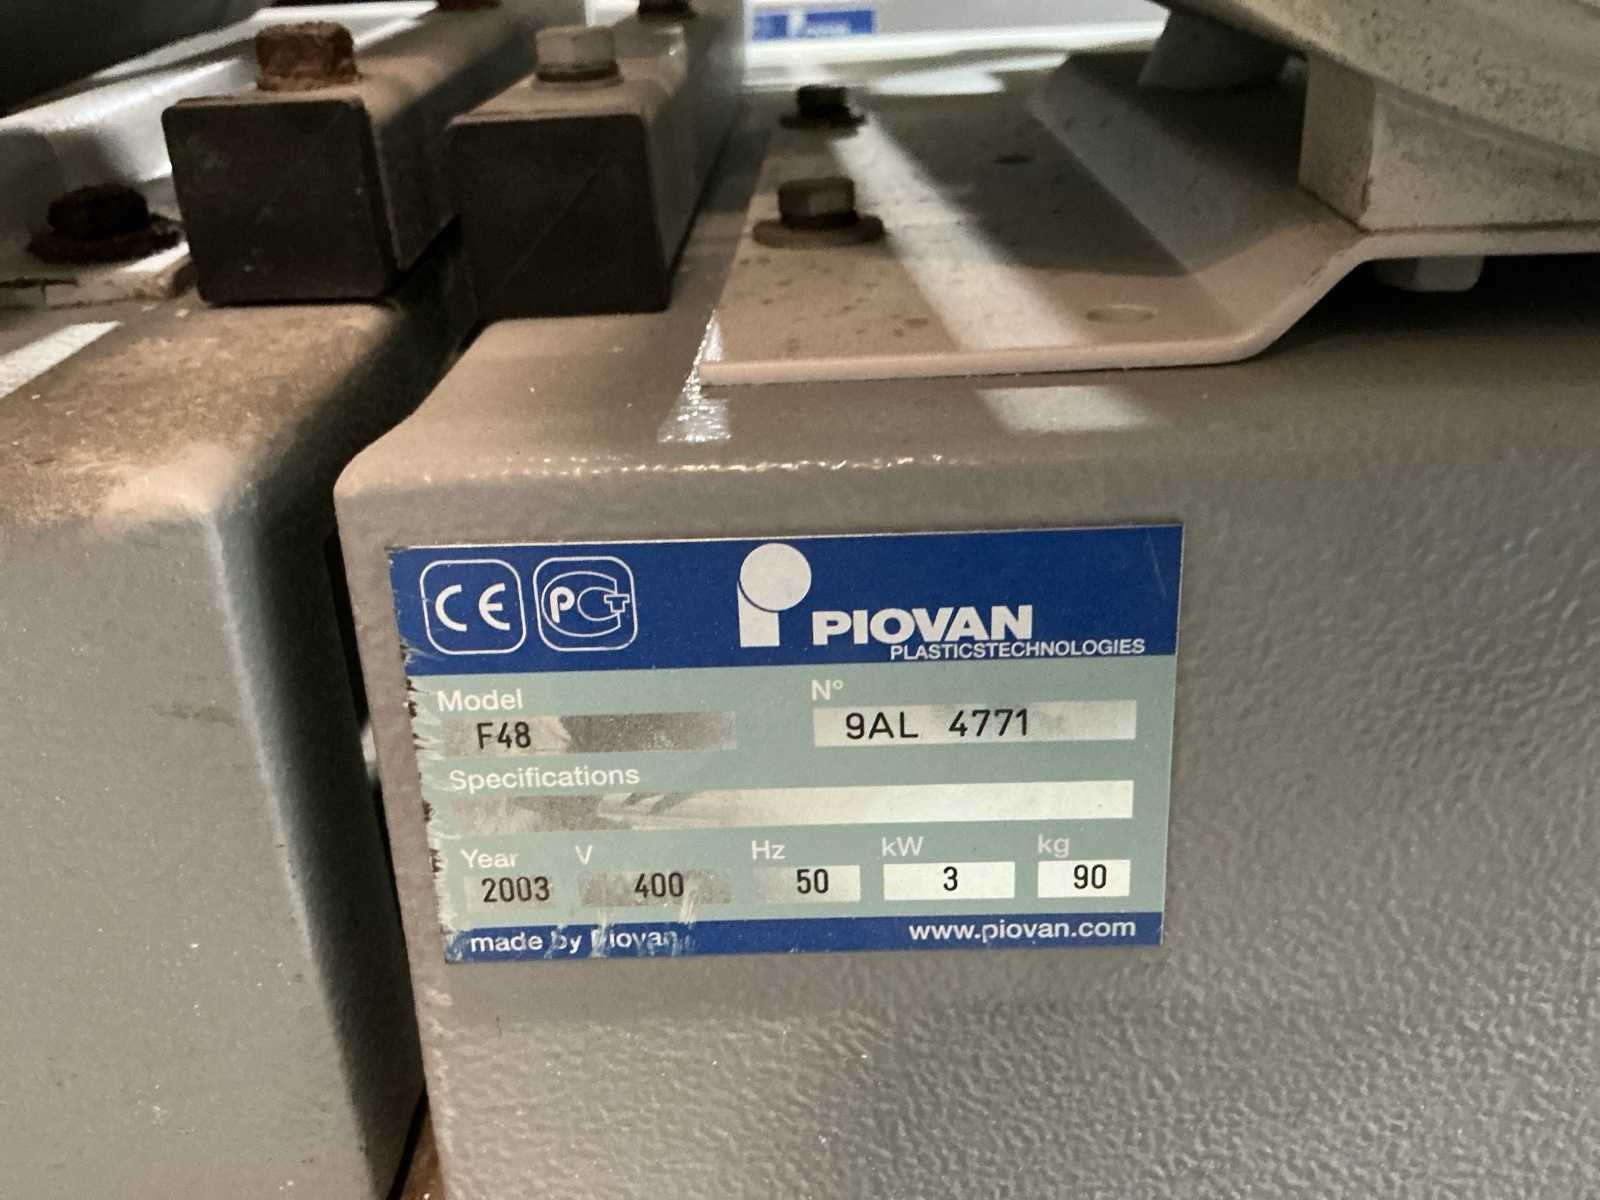 CE PCT PIOVAN
PLASTICSTECHNOLOGIES
Model N°
F48 9AL 4771
Specifications
Year V Hz kW kg
2003 400 50 3 90
made by Piovan www.piovan.com